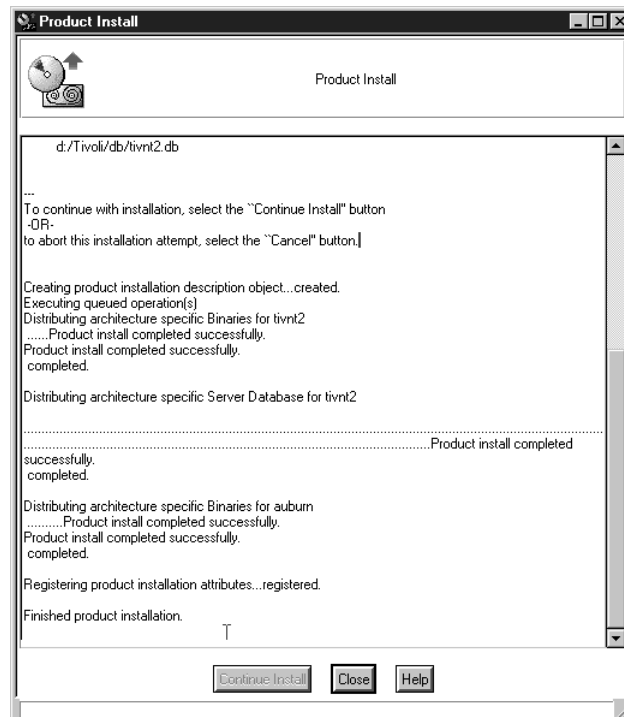 Product Install
Product Install
d:/Tivoli/db/tivnt2.db
---
To continue with installation, select the ``Continue Install'' button
-OR-
to abort this installation attempt, select the ``Cancel'' button.
Creating product installation description object...created.
Executing queued operation(s)
Distributing architecture specific Binaries for tivnt2
......Product install completed successfully.
Product install completed successfully.
completed.
Distributing architecture specific Server Database for tivnt2
................................................................................................................................................
.....................................................................................................Product install completed
successfully.
completed.
Distributing architecture specific Binaries for auburn
..........Product install completed successfully.
Product install completed successfully.
completed.
Registering product installation attributes...registered.
Finished product installation.
Continue Install Close Help